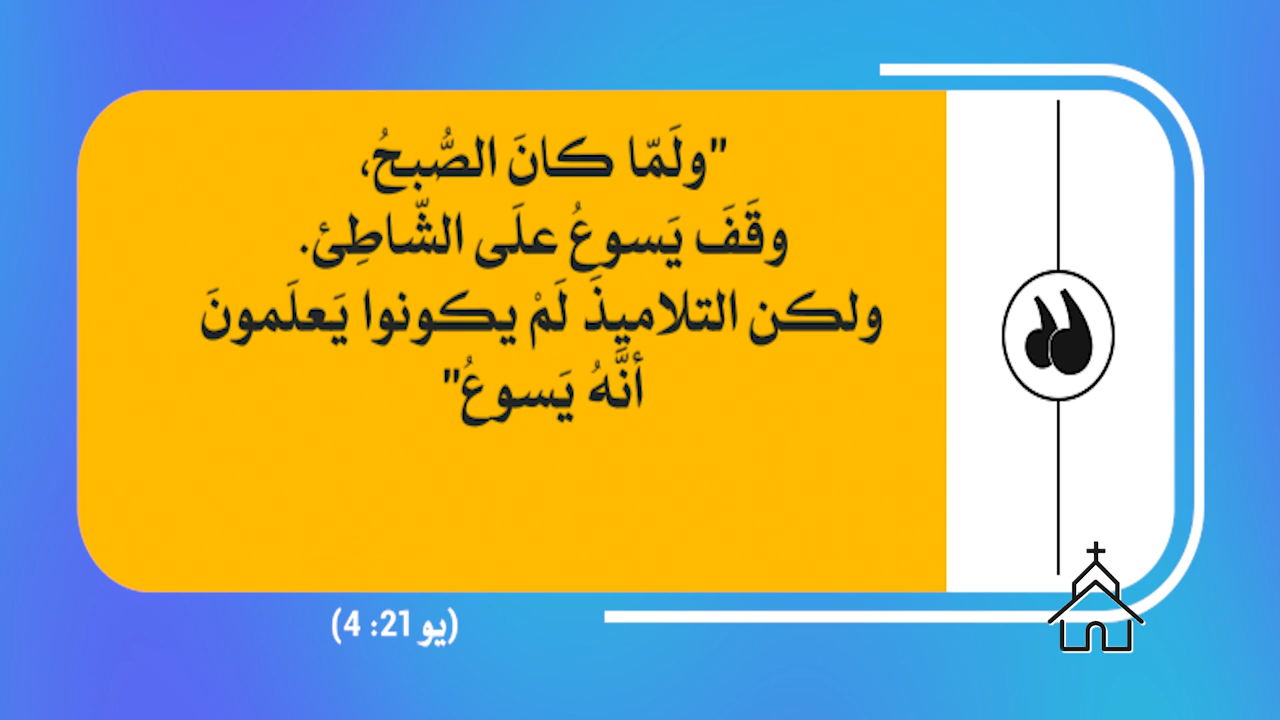 "ولَمّا كانَ الصُّبحُ،
وقَفَ يَسوعُ علَى الشّاطِئ.
ولكن التلاميذَ لَمْ يكونوا يَعلَمونَ
أنَّهُ يَسوعُ"
(يو 21: 4)